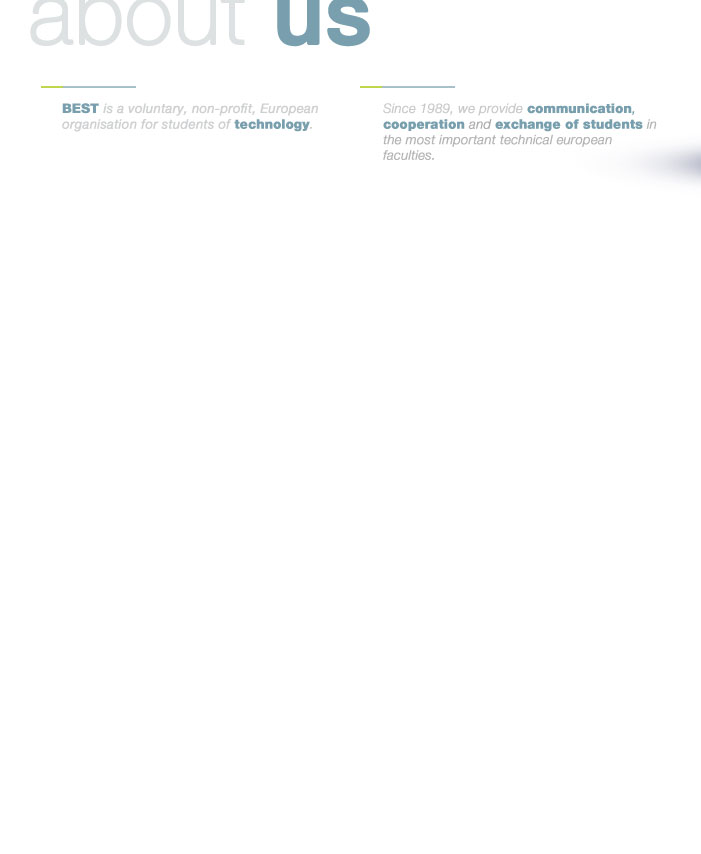 about us
BEST is a voluntary, non-profit, European
organisation for students of technology.
Since 1989, we provide communication,
cooperation and exchange of students in
the most important technical european
faculties.